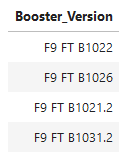 Booster_Version
F9 FT B1022
F9 FT B1026
F9 FT B1021.2
F9 FT B1031.2